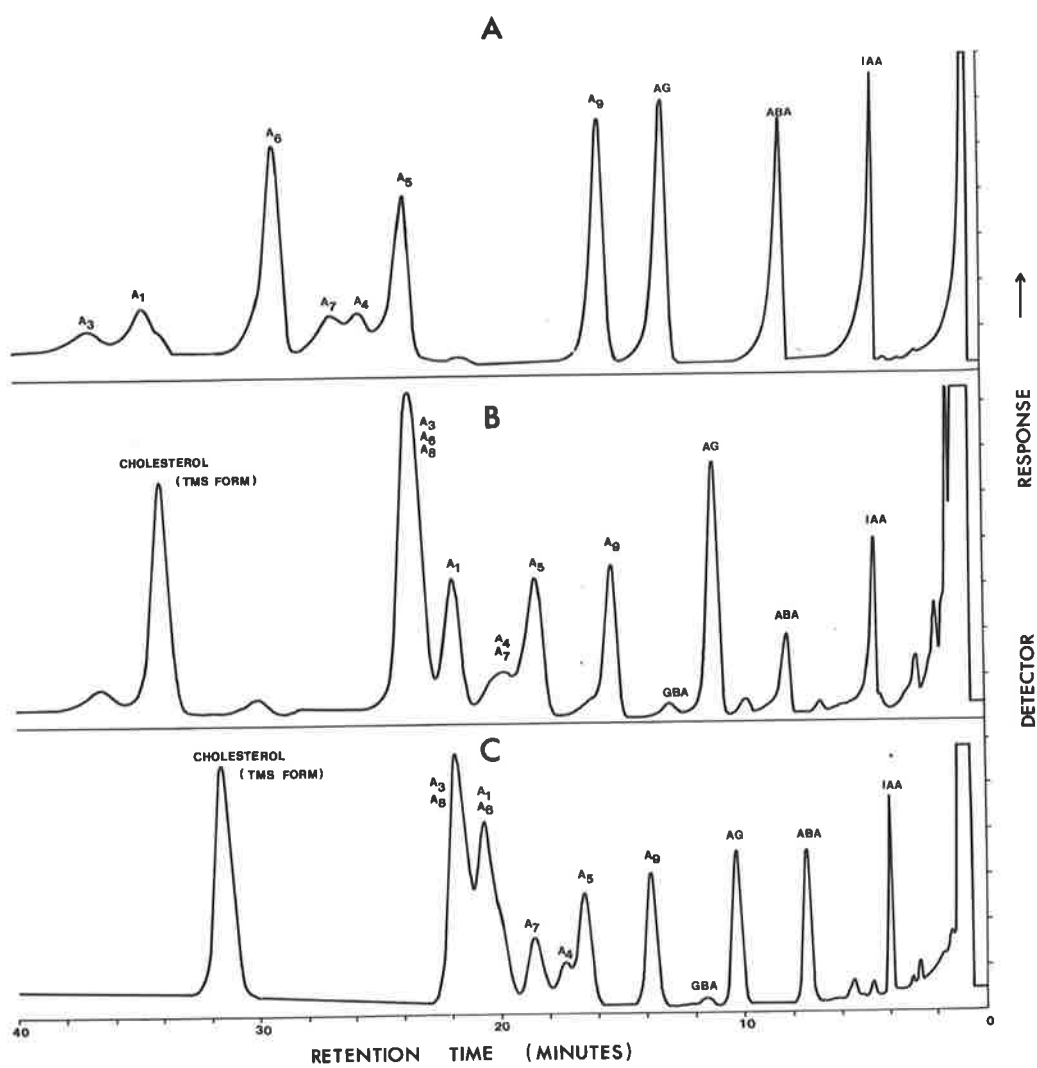 A
IAA
AG
ABA
A9
A6
A5
A1
A7
A4
A3
B
A3
A6
A8
CHOLESTEROL
(TMS FORM)
AG
IAA
A9
A1
A5
ABA
A4
A7
GBA
C
CHOLESTEROL
(TMS FORM)
A3
A8
A1
A6
IAA
AG
ABA
A9
A5
A7
A4
GBA
40
30
20
10
0
RETENTION TIME (MINUTES)
DETECTOR RESPONSE